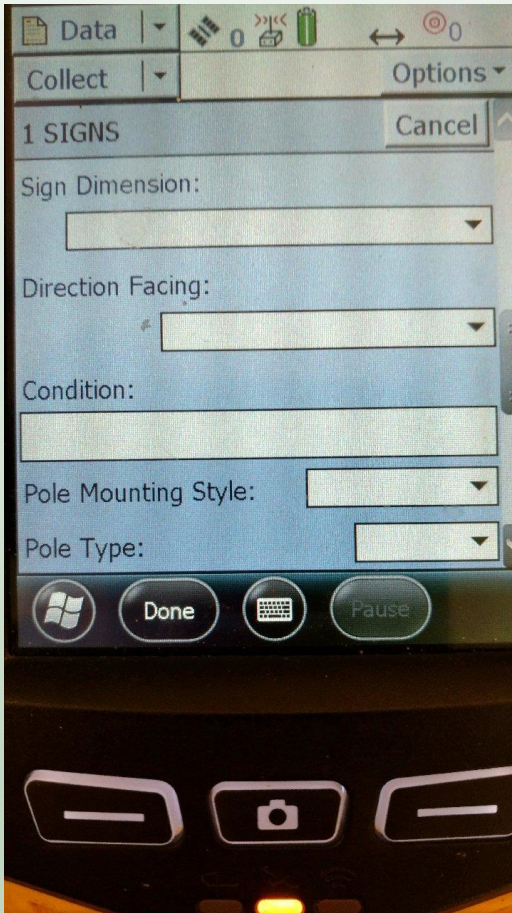 Data 0 0
Collect Options
1 SIGNS Cancel
Sign Dimension:
Direction Facing:
Condition:
Pole Mounting Style:
Pole Type:
Done Pause